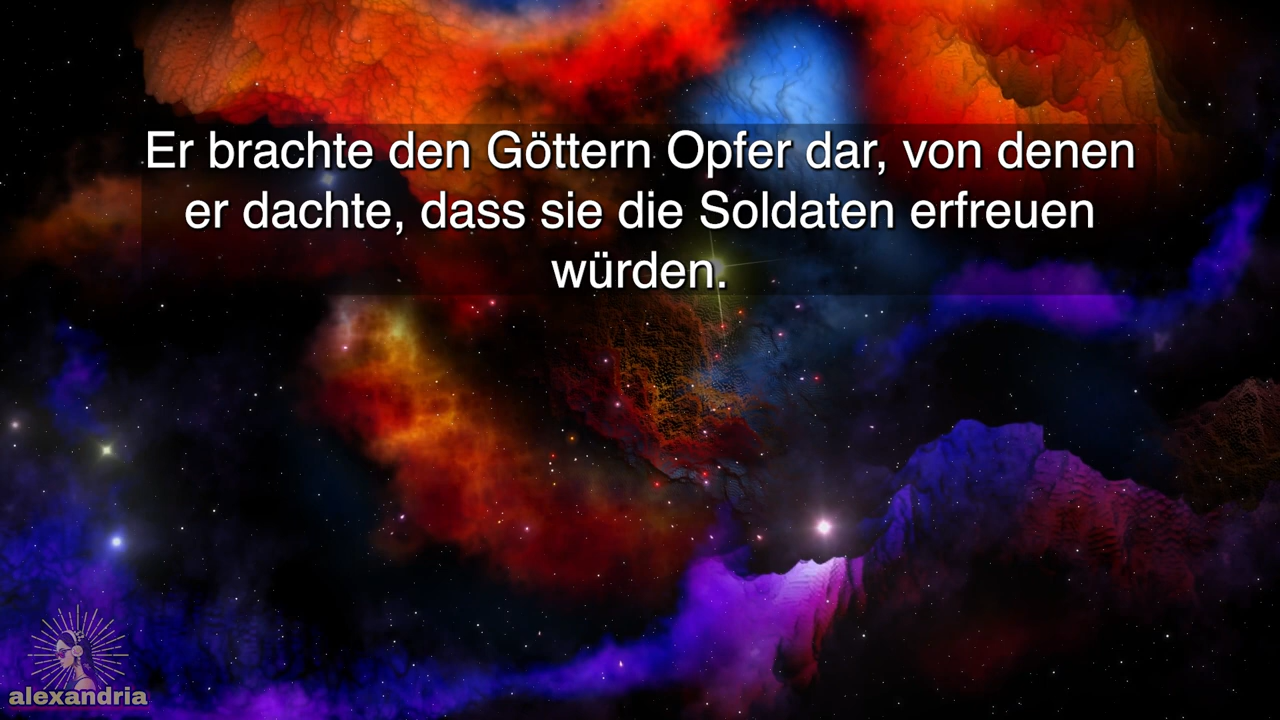 Er brachte den Göttern Opfer dar, von denen
er dachte, dass sie die Soldaten erfreuen
würden.
alexandria